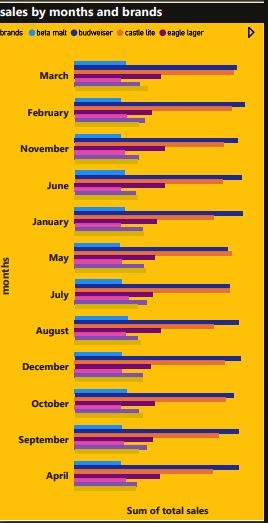 sales by months and brands
brands beta malt budweiser castle lite eagle lager
March
February
November
June
January
May
July
August
December
October
September
April
months
Sum of total sales